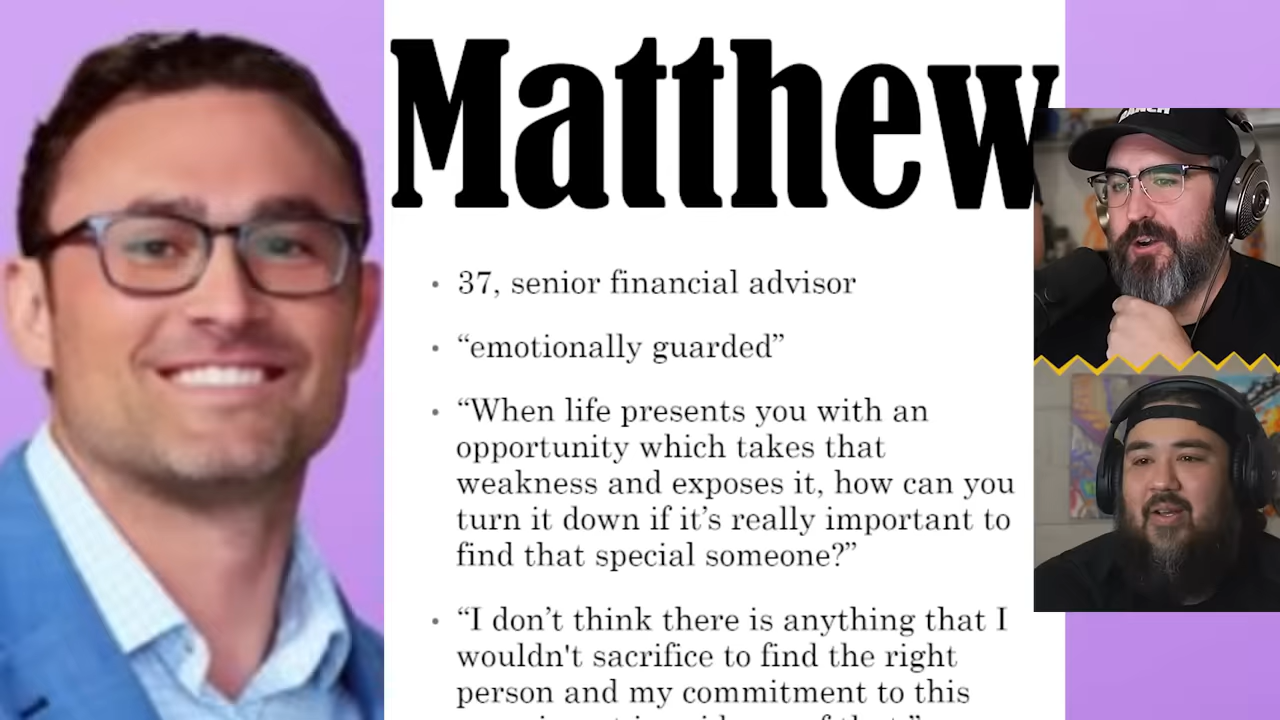 Matthew
RANCH
• 37, senior financial advisor
• “emotionally guarded”
• “When life presents you with an
opportunity which takes that
weakness and exposes it, how can you
turn it down if it’s really important to
find that special someone?”
• “I don’t think there is anything that I
wouldn't sacrifice to find the right
person and my commitment to this